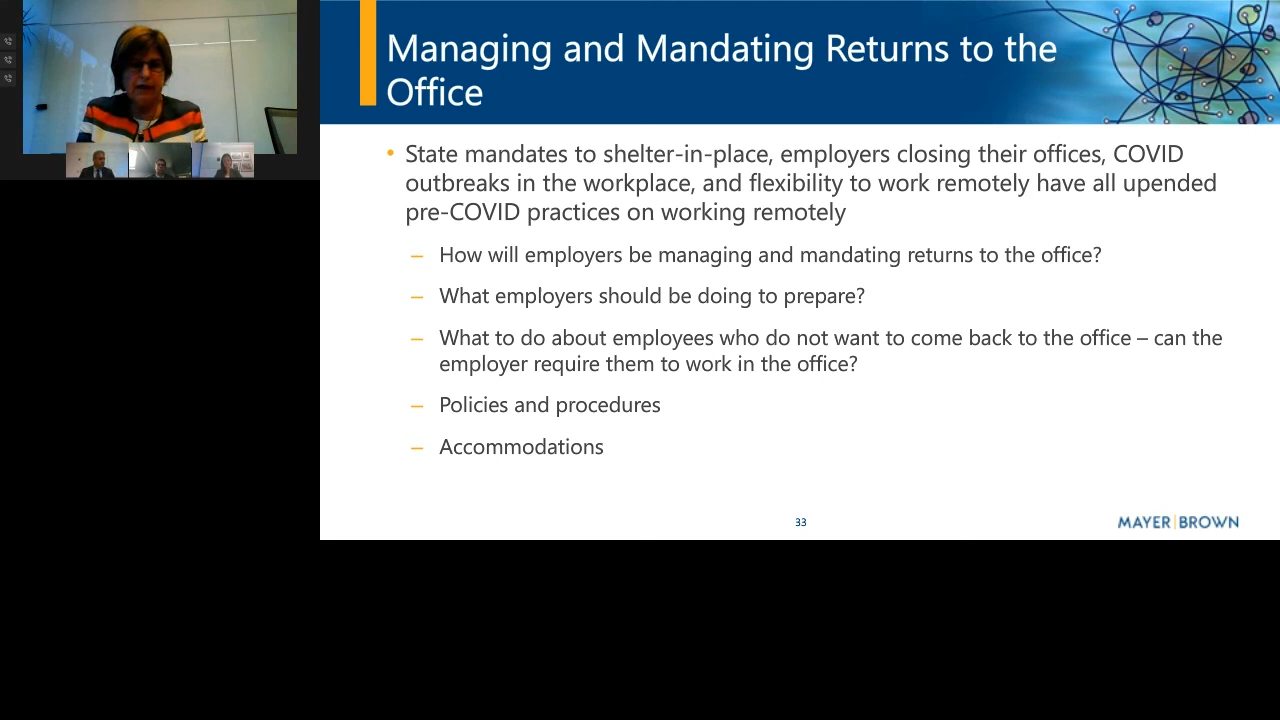 Managing and Mandating Returns to the
Office
• State mandates to shelter-in-place, employers closing their offices, COVID
outbreaks in the workplace, and flexibility to work remotely have all upended
pre-COVID practices on working remotely
– How will employers be managing and mandating returns to the office?
– What employers should be doing to prepare?
– What to do about employees who do not want to come back to the office – can the
employer require them to work in the office?
– Policies and procedures
– Accommodations
33
MAYER | BROWN